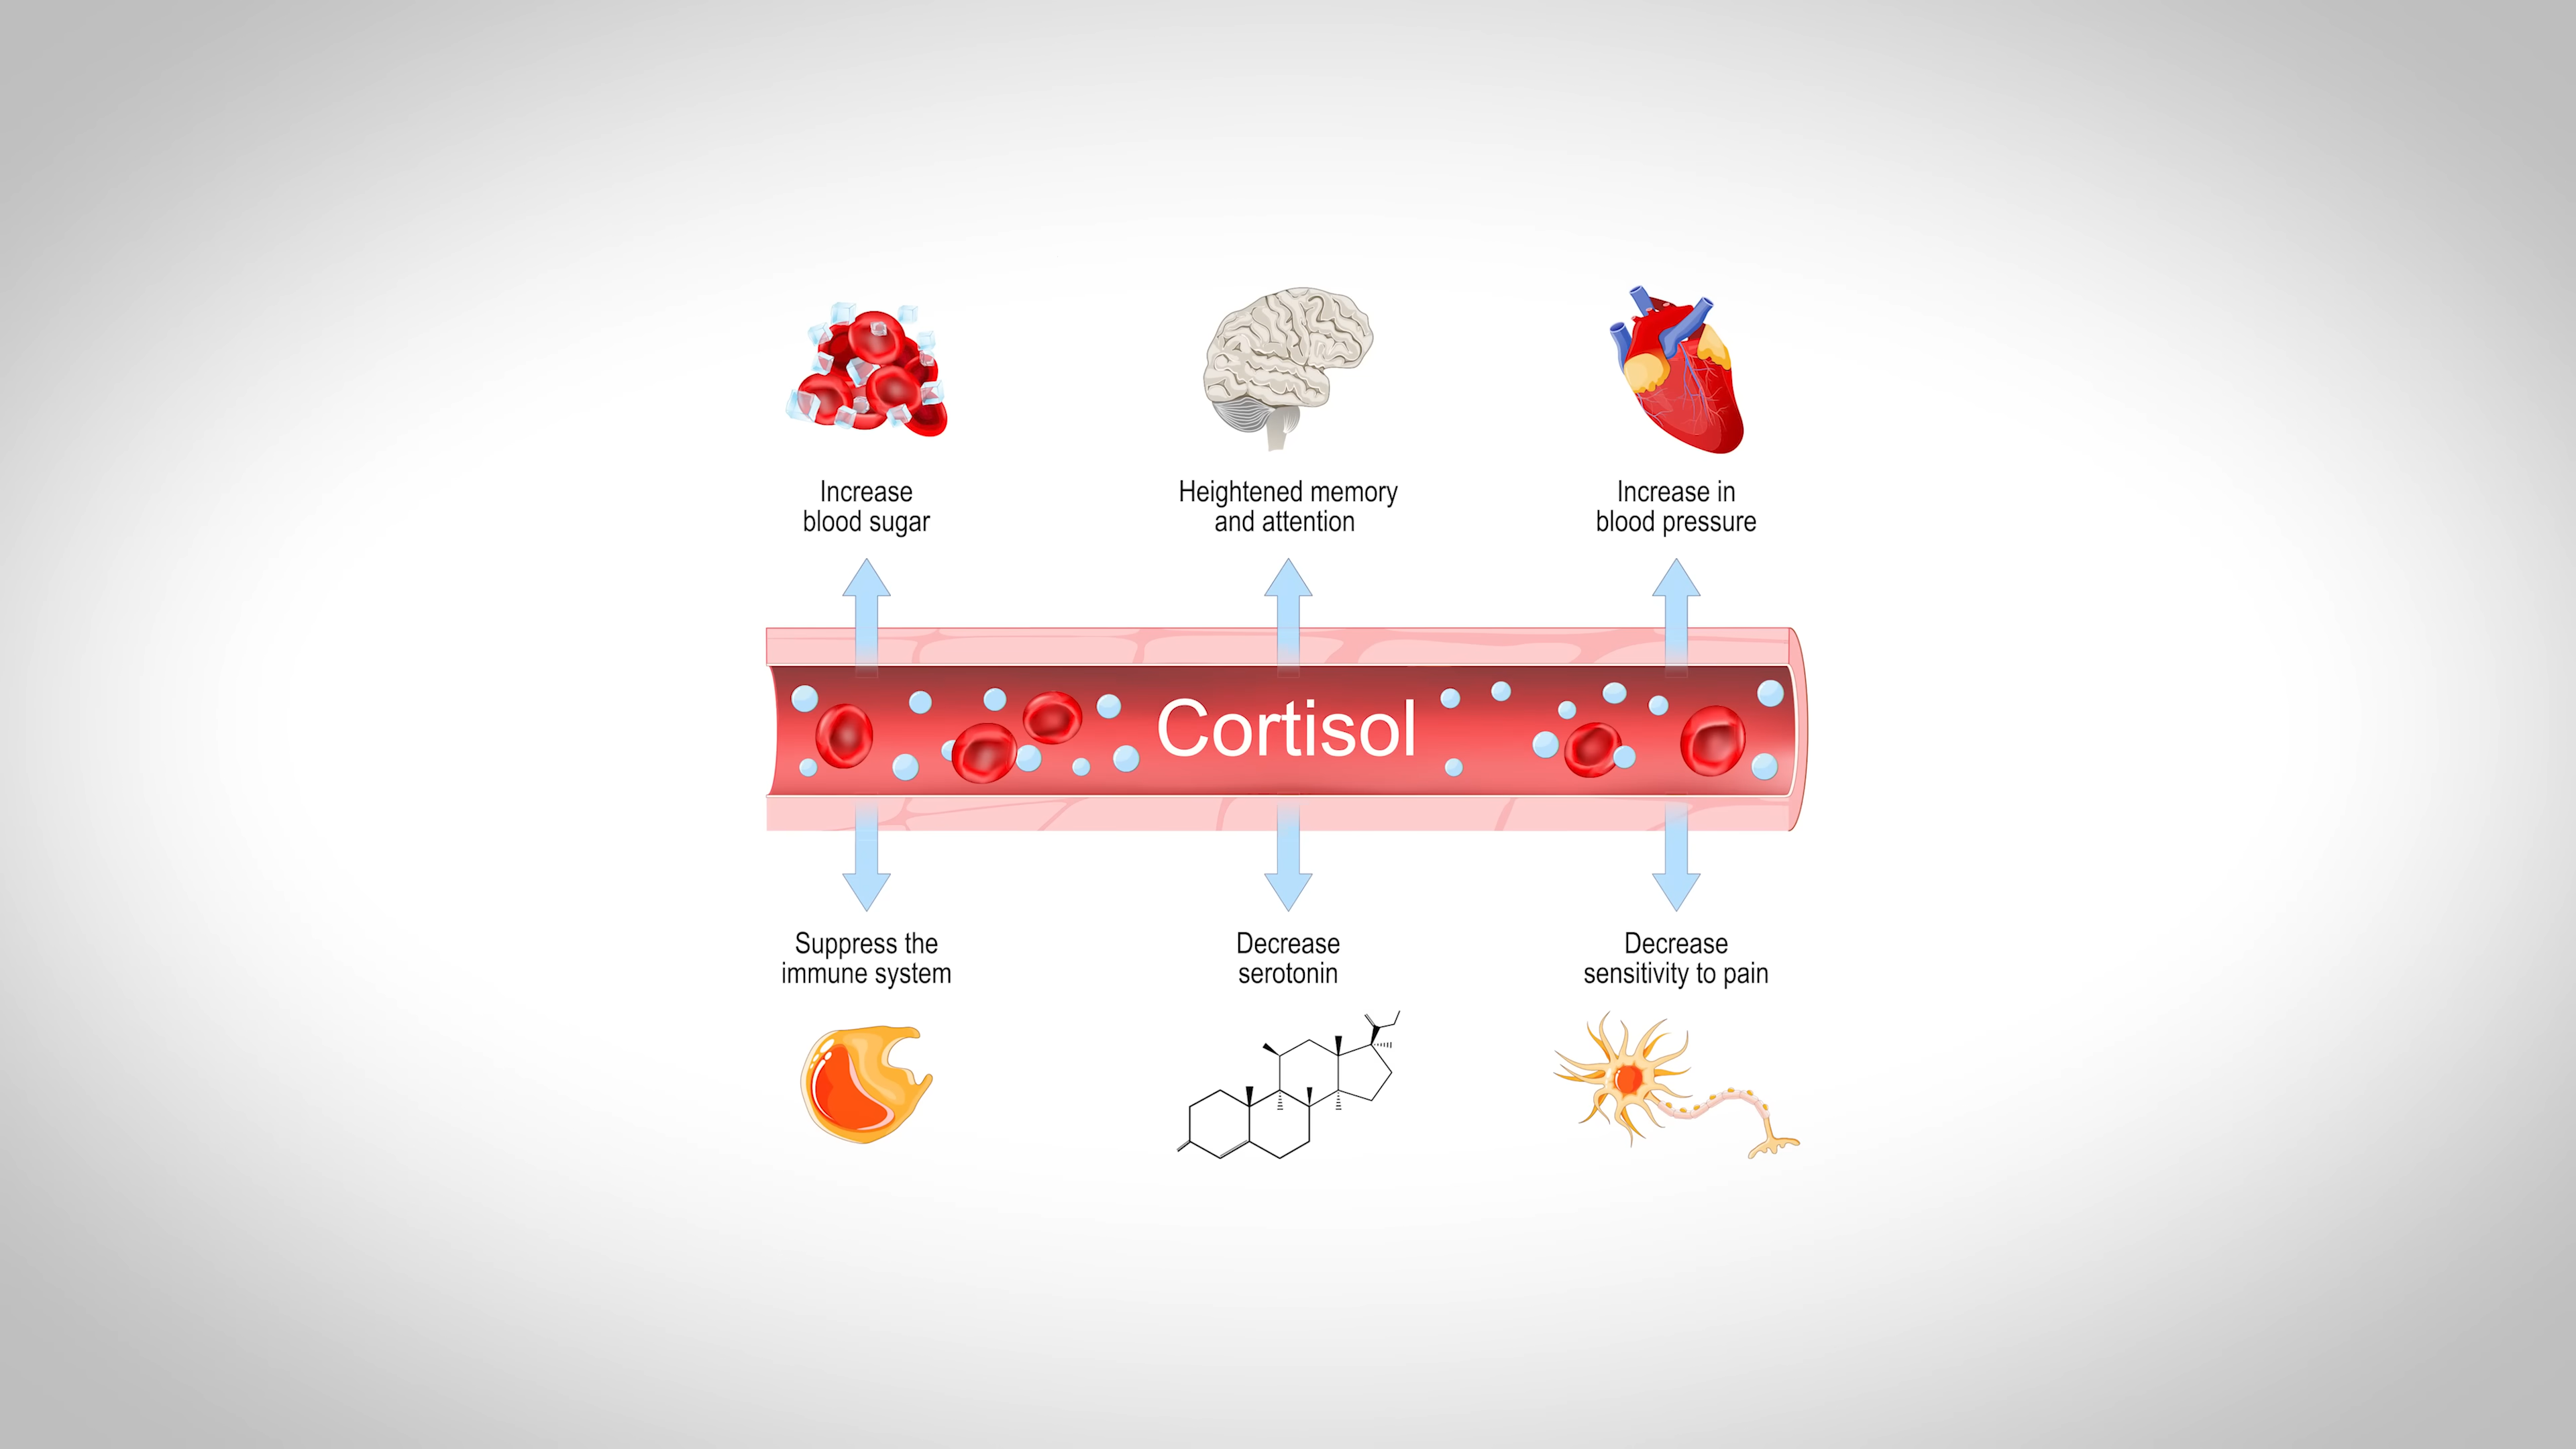 Increase
blood sugar
Heightened memory
and attention
Increase in
blood pressure
Cortisol
Suppress the
immune system
Decrease
serotonin
Decrease
sensitivity to pain